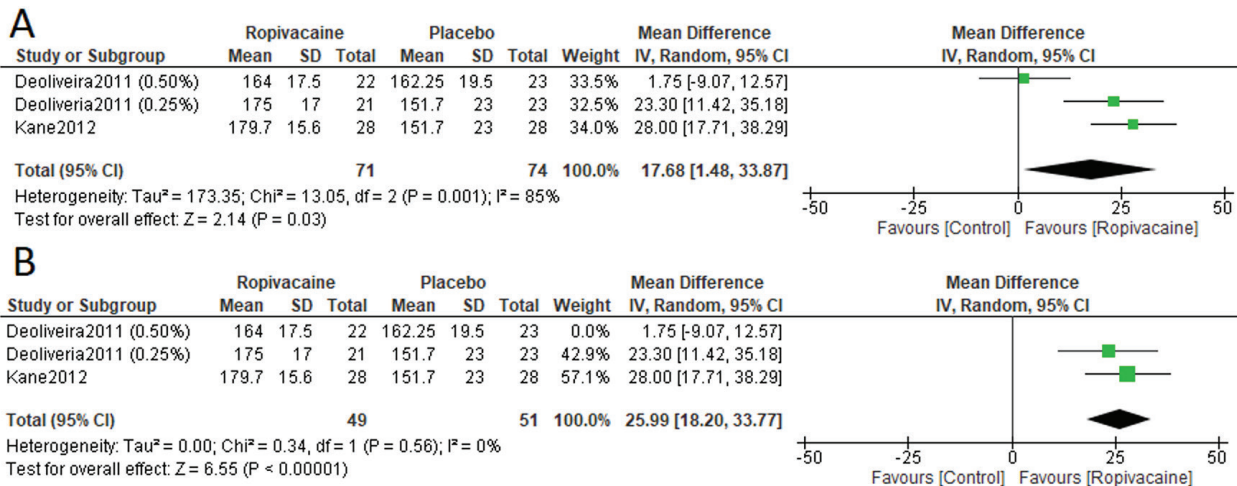 A
Ropivacaine Placebo Mean Difference Mean Difference
Study or Subgroup Mean SD Total Mean SD Total Weight IV, Random, 95% CI IV, Random, 95% CI
Deoliveira2011 (0.50%) 164 17.5 22 162.25 19.5 23 33.5% 1.75 [-9.07, 12.57]
Deoliveria2011 (0.25%) 175 17 21 151.7 23 23 32.5% 23.30 [11.42, 35.18]
Kane2012 179.7 15.6 28 151.7 23 28 34.0% 28.00 [17.71, 38.29]
Total (95% CI) 71 74 100.0% 17.68 [1.48, 33.87]
Heterogeneity: Tau² = 173.35; Chi² = 13.05, df = 2 (P = 0.001); I² = 85%
Test for overall effect: Z = 2.14 (P = 0.03)
-50 -25 0 25 50
Favours [Control] Favours [Ropivacaine]
B
Ropivacaine Placebo Mean Difference Mean Difference
Study or Subgroup Mean SD Total Mean SD Total Weight IV, Random, 95% CI IV, Random, 95% CI
Deoliveira2011 (0.50%) 164 17.5 22 162.25 19.5 23 0.0% 1.75 [-9.07, 12.57]
Deoliveria2011 (0.25%) 175 17 21 151.7 23 23 42.9% 23.30 [11.42, 35.18]
Kane2012 179.7 15.6 28 151.7 23 28 57.1% 28.00 [17.71, 38.29]
Total (95% CI) 49 51 100.0% 25.99 [18.20, 33.77]
Heterogeneity: Tau² = 0.00; Chi² = 0.34, df = 1 (P = 0.56); I² = 0%
Test for overall effect: Z = 6.55 (P < 0.00001)
-50 -25 0 25 50
Favours [Control] Favours [Ropivacaine]